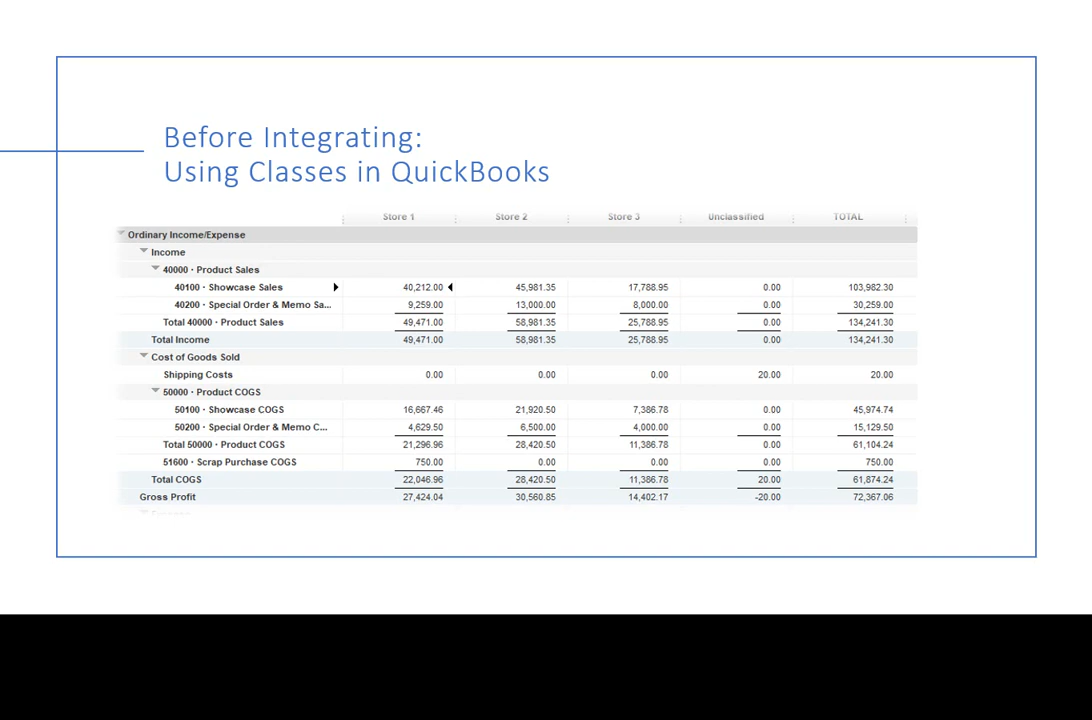 Before Integrating:
Using Classes in QuickBooks
Store 1 Store 2 Store 3 Unclassified TOTAL
Ordinary Income/Expense
Income
40000 · Product Sales
40100 · Showcase Sales 40,212.00 45,981.35 17,788.95 0.00 103,982.30
40200 · Special Order & Memo Sa... 9,259.00 13,000.00 8,000.00 0.00 30,259.00
Total 40000 · Product Sales 49,471.00 58,981.35 25,788.95 0.00 134,241.30
Total Income 49,471.00 58,981.35 25,788.95 0.00 134,241.30
Cost of Goods Sold
Shipping Costs 0.00 0.00 0.00 20.00 20.00
50000 · Product COGS
50100 · Showcase COGS 16,667.46 21,920.50 7,386.78 0.00 45,974.74
50200 · Special Order & Memo C... 4,629.50 6,500.00 4,000.00 0.00 15,129.50
Total 50000 · Product COGS 21,296.96 28,420.50 11,386.78 0.00 61,104.24
51600 · Scrap Purchase COGS 750.00 0.00 0.00 0.00 750.00
Total COGS 22,046.96 28,420.50 11,386.78 20.00 61,874.24
Gross Profit 27,424.04 30,560.85 14,402.17 -20.00 72,367.06